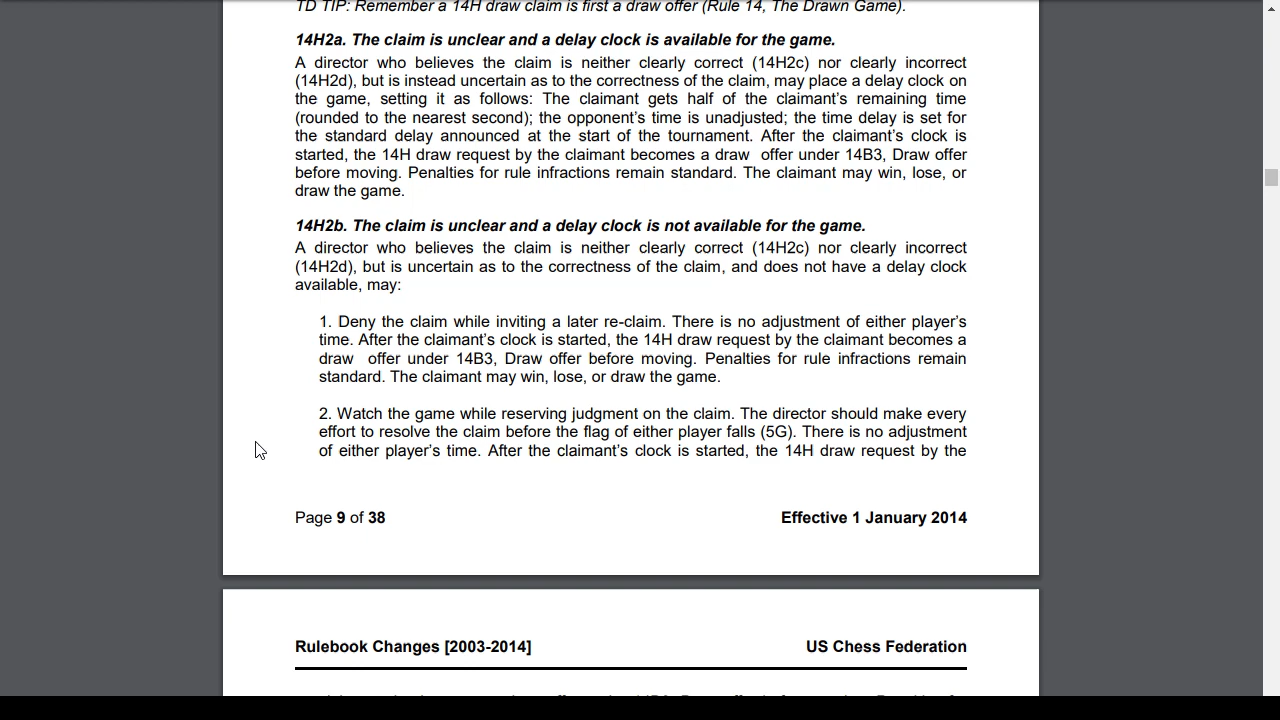 TD TIP: Remember a 14H draw claim is first a draw offer (Rule 14, The Drawn Game).
14H2a. The claim is unclear and a delay clock is available for the game.
A director who believes the claim is neither clearly correct (14H2c) nor clearly incorrect
(14H2d), but is instead uncertain as to the correctness of the claim, may place a delay clock on
the game, setting it as follows: The claimant gets half of the claimant's remaining time
(rounded to the nearest second); the opponent's time is unadjusted; the time delay is set for
the standard delay announced at the start of the tournament. After the claimant's clock is
started, the 14H draw request by the claimant becomes a draw  offer under 14B3, Draw offer
before moving. Penalties for rule infractions remain standard. The claimant may win, lose, or
draw the game.
14H2b. The claim is unclear and a delay clock is not available for the game.
A director who believes the claim is neither clearly correct (14H2c) nor clearly incorrect
(14H2d), but is uncertain as to the correctness of the claim, and does not have a delay clock
available, may:
1. Deny the claim while inviting a later re-claim. There is no adjustment of either player's
time. After the claimant's clock is started, the 14H draw request by the claimant becomes a
draw  offer under 14B3, Draw offer before moving. Penalties for rule infractions remain
standard. The claimant may win, lose, or draw the game.
2. Watch the game while reserving judgment on the claim. The director should make every
effort to resolve the claim before the flag of either player falls (5G). There is no adjustment
of either player's time. After the claimant's clock is started, the 14H draw request by the
Page 9 of 38 Effective 1 January 2014
Rulebook Changes [2003-2014] US Chess Federation